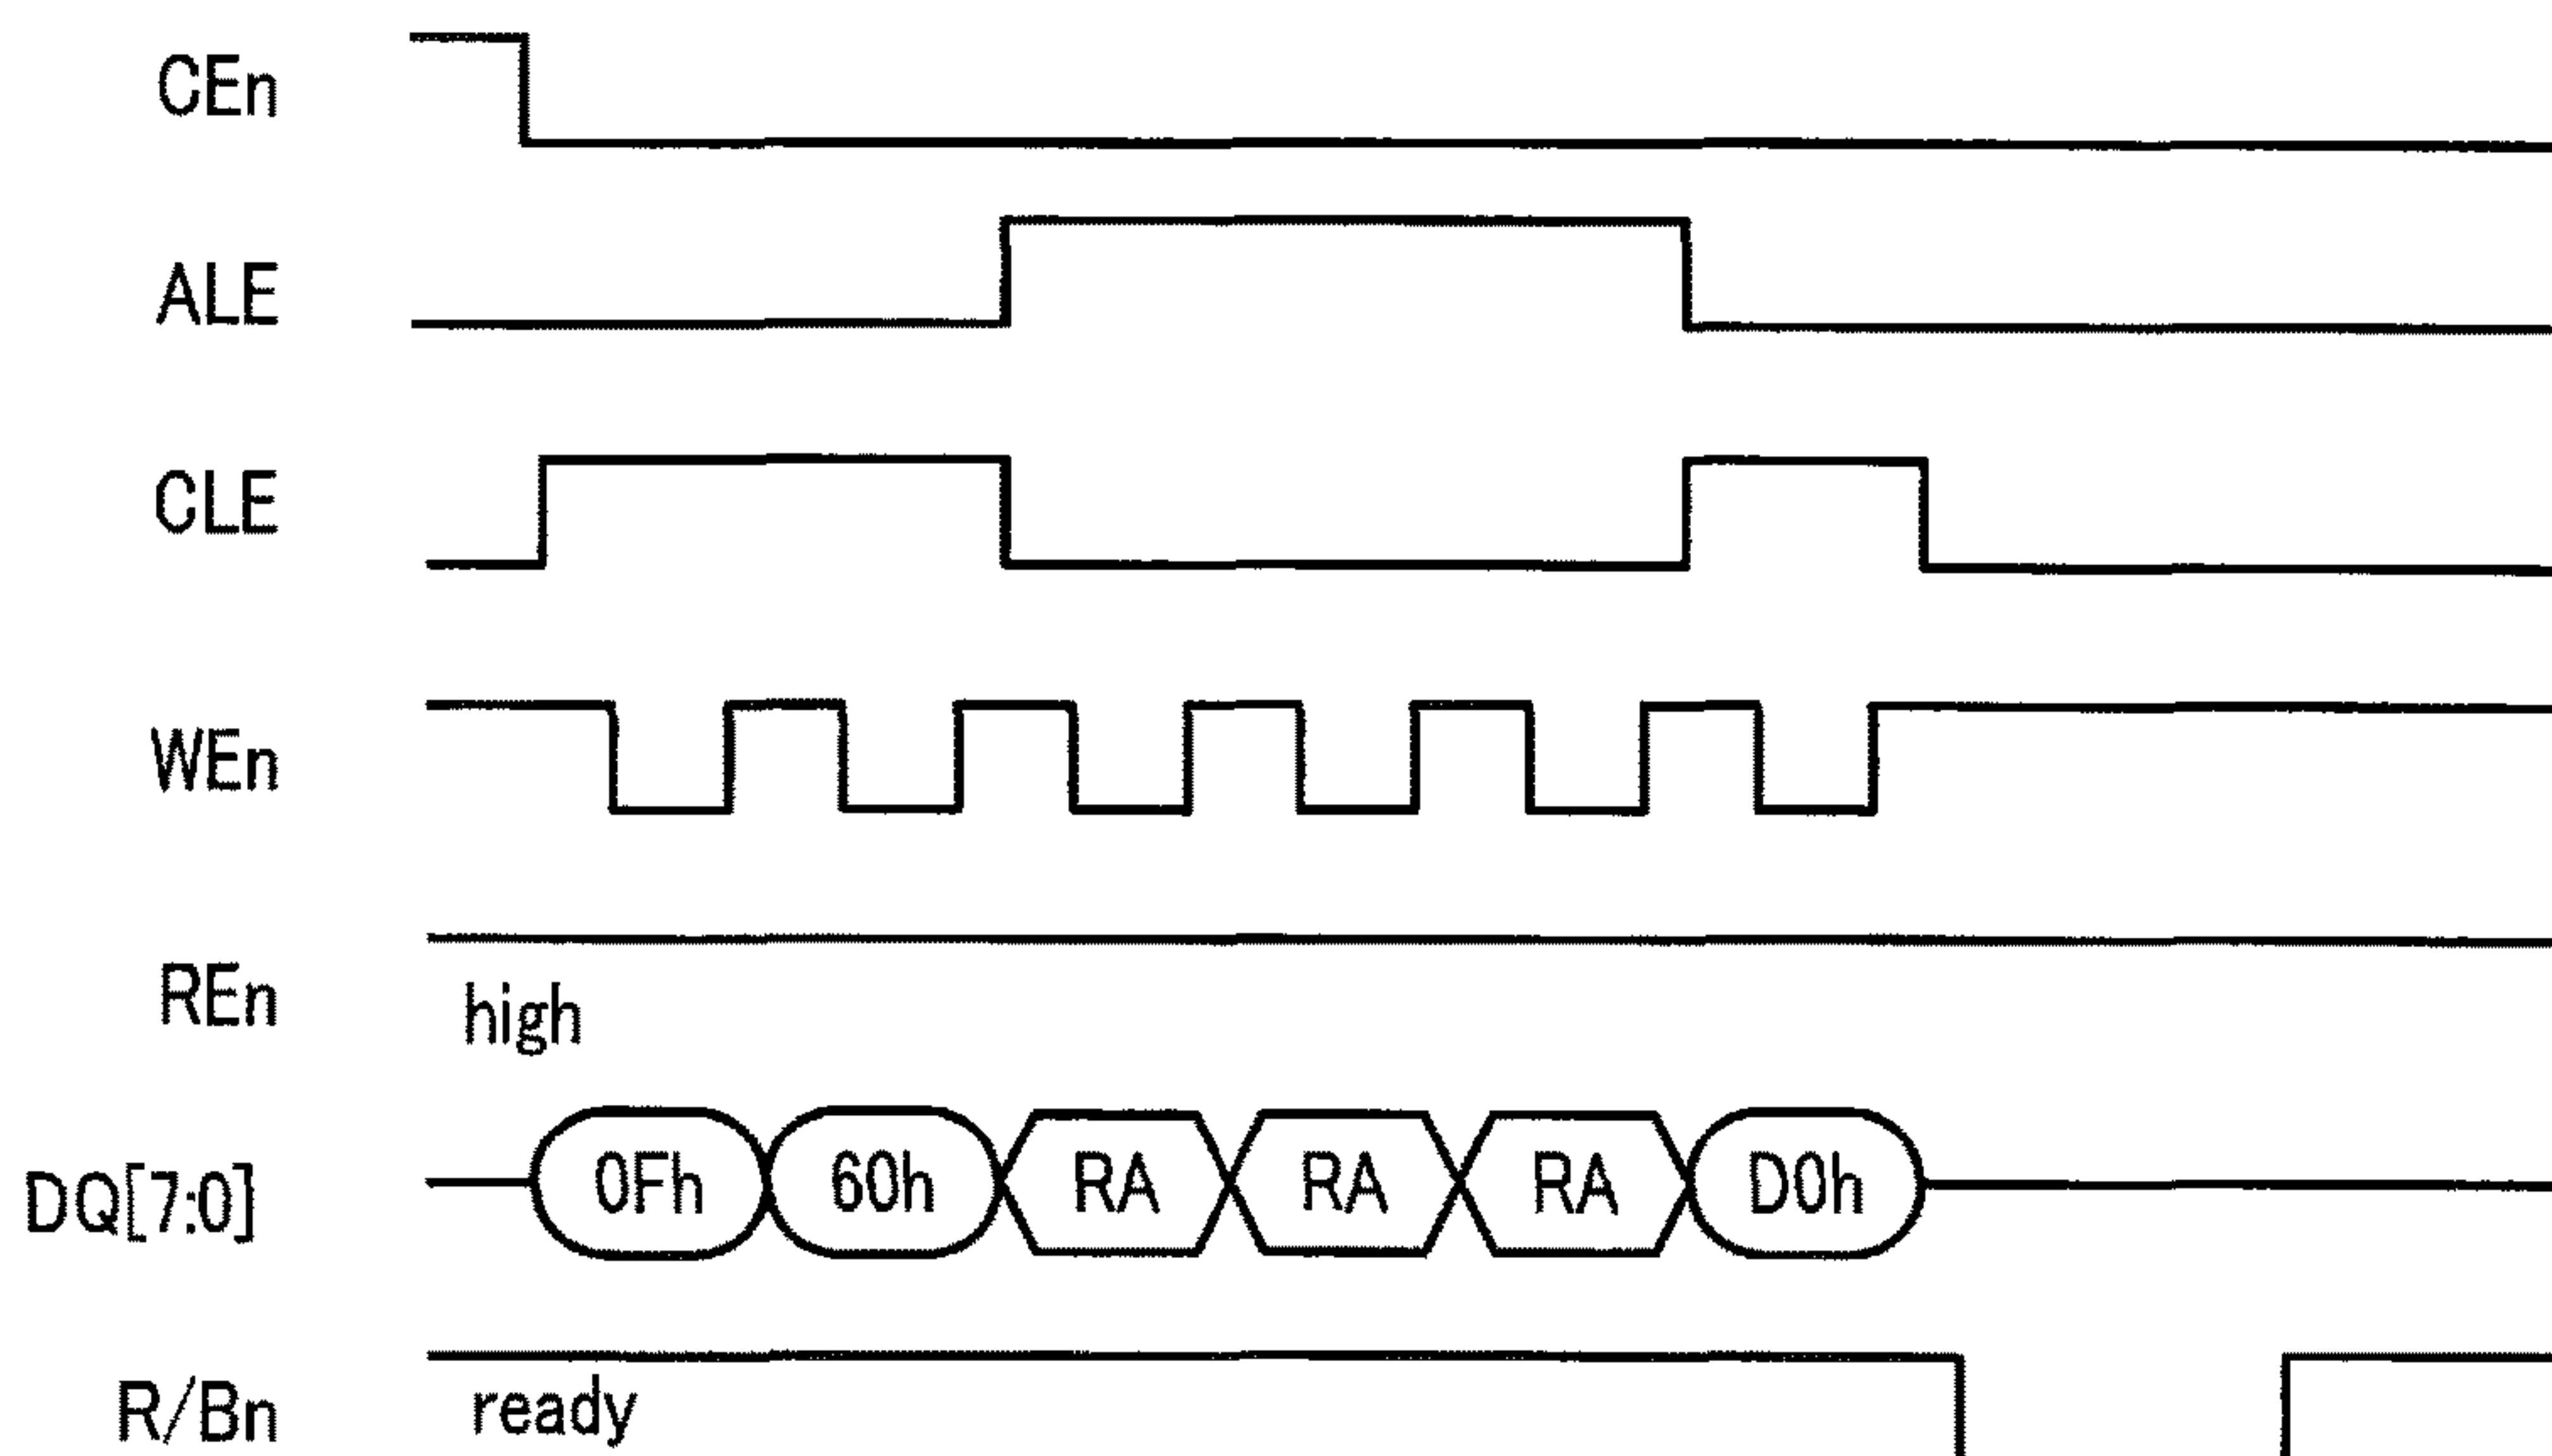 CEn
ALE
CLE
WEn
REn
high
DQ[7:0] 0Fh 60h RA RA RA D0h
R/Bn ready